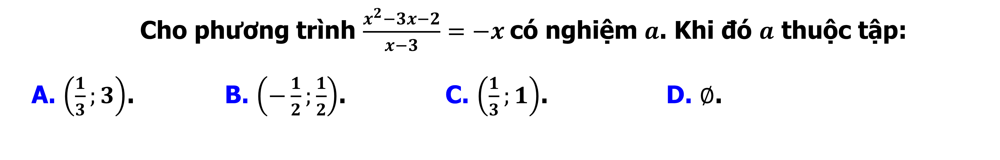 Cho phương trình $\frac{x^2-3x-2}{x-3} = -x$ có nghiệm $a$. Khi đó $a$ thuộc tập:
A. $\left(\frac{1}{3}; 3\right)$. B. $\left(-\frac{1}{2}; \frac{1}{2}\right)$. C. $\left(\frac{1}{3}; 1\right)$. D. ∅.